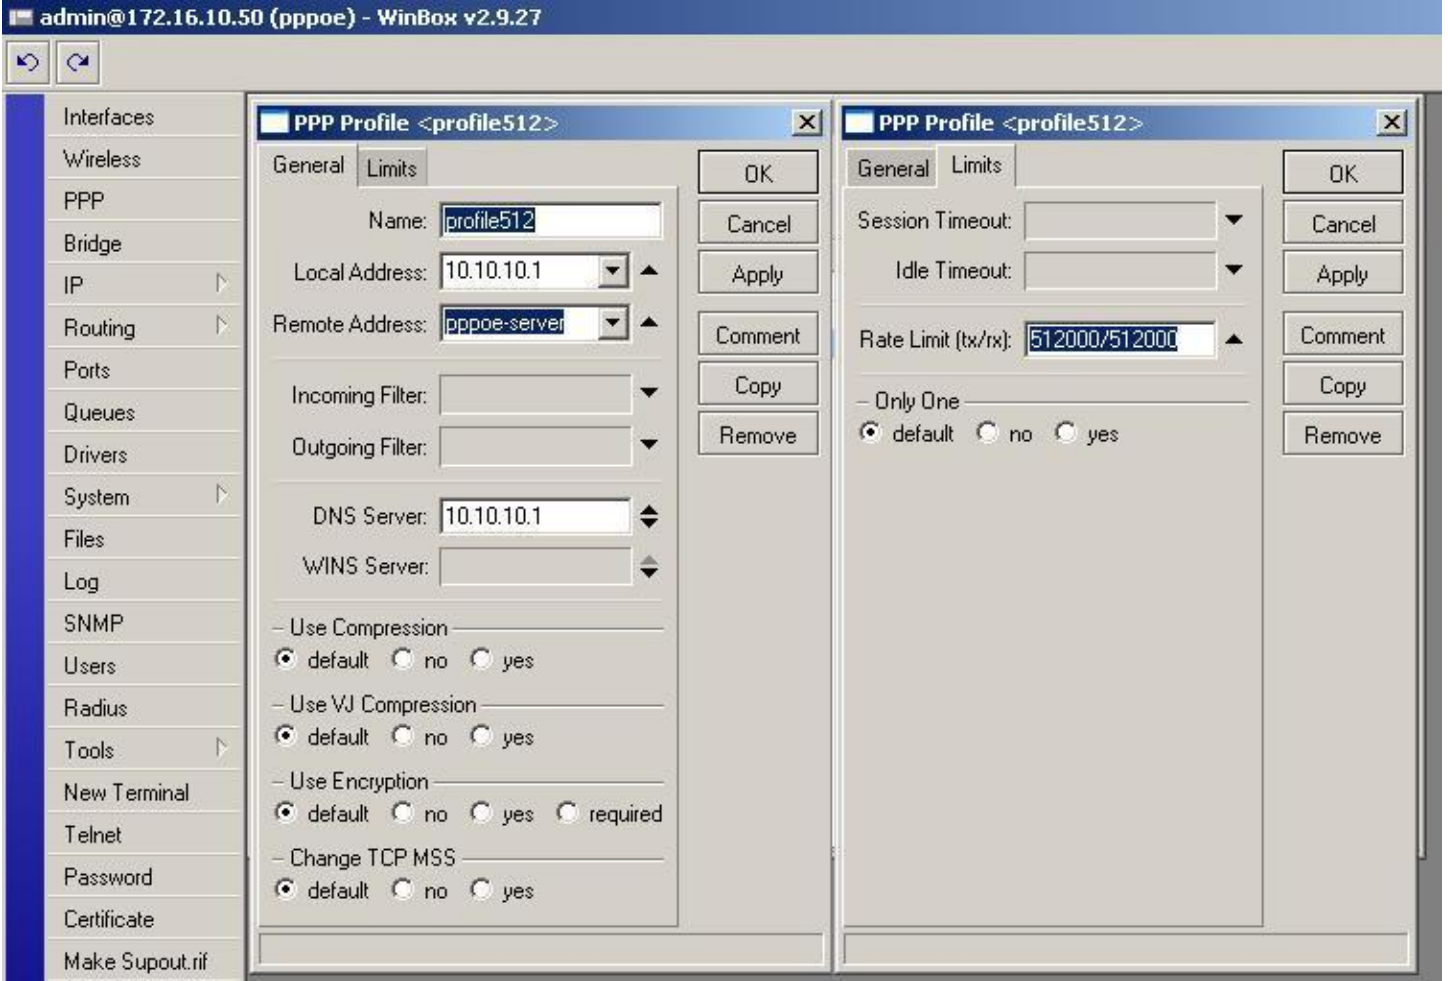 admin@172.16.10.50 (pppoe) - WinBox v2.9.27
Interfaces
Wireless
PPP
Bridge
IP
Routing
Ports
Queues
Drivers
System
Files
Log
SNMP
Users
Radius
Tools
New Terminal
Telnet
Password
Certificate
Make Supout.rif
PPP Profile <profile512>
General Limits
Name: profile512
Local Address: 10.10.10.1
Remote Address: pppoe-server
Incoming Filter:
Outgoing Filter:
DNS Server: 10.10.10.1
WINS Server:
Use Compression
default no yes
Use VJ Compression
default no yes
Use Encryption
default no yes required
Change TCP MSS
default no yes
OK
Cancel
Apply
Comment
Copy
Remove
PPP Profile <profile512>
General Limits
Session Timeout:
Idle Timeout:
Rate Limit (tx/rx): 512000/512000
Only One
default no yes
OK
Cancel
Apply
Comment
Copy
Remove